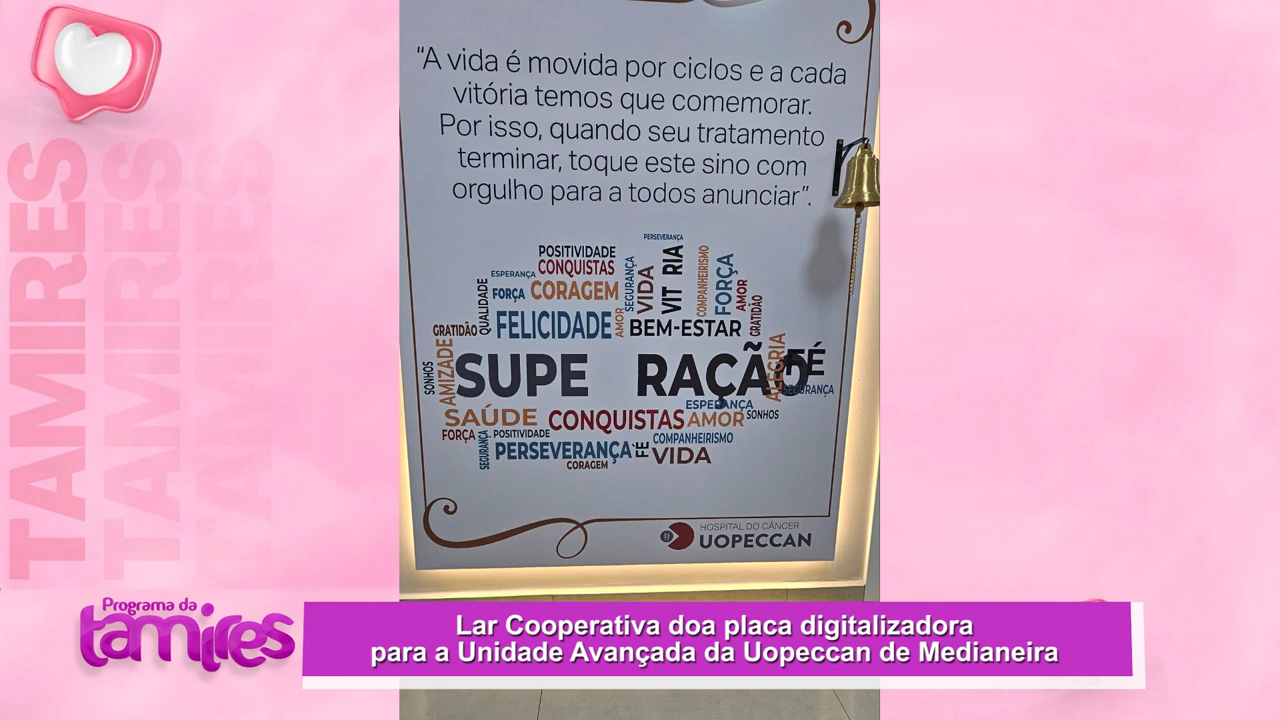 TAMIRES
TAMIRES
TAMIRES
“A vida é movida por ciclos e a cada
vitória temos que comemorar.
Por isso, quando seu tratamento
terminar, toque este sino com
orgulho para a todos anunciar”.
PERSEVERANÇA
POSITIVIDADE
CONQUISTAS
ESPERANÇA
FORÇA
CORAGEM
QUALIDADE
GRATIDÃO
FELICIDADE
AMOR
SEGURANÇA
VIDA
VIT RIA
COMPANHEIRISMO
FORÇA
AMOR
GRATIDÃO
BEM-ESTAR
SONHOS
AMIZADE
SUPE RAÇÃO
ALEGRIA
FÉ
SEGURANÇA
SAÚDE
CONQUISTAS
ESPERANÇA
AMOR
SONHOS
FORÇA
SEGURANÇA
POSITIVIDADE
PERSEVERANÇA
FÉ
COMPANHEIRISMO
VIDA
CORAGEM
HOSPITAL DO CÂNCER
UOPECCAN
Programa da
tamires
Lar Cooperativa doa placa digitalizadora
para a Unidade Avançada da Uopeccan de Medianeira